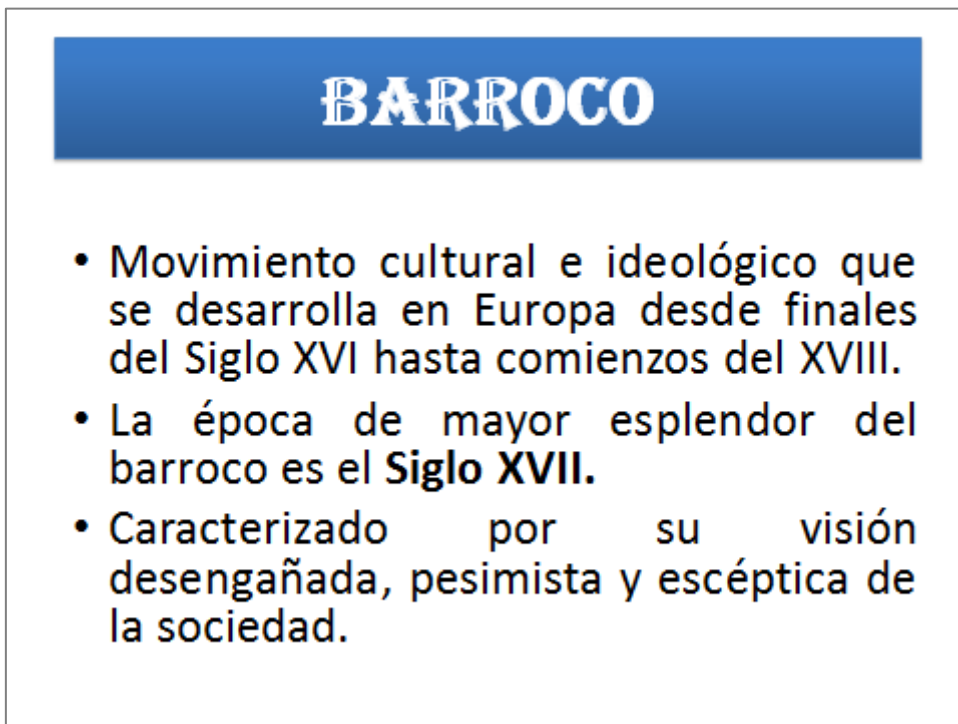 BARROCO
• Movimiento cultural e ideológico que
se desarrolla en Europa desde finales
del Siglo XVI hasta comienzos del XVIII.
• La época de mayor esplendor del
barroco es el Siglo XVII.
• Caracterizado por su visión
desengañada, pesimista y escéptica de
la sociedad.